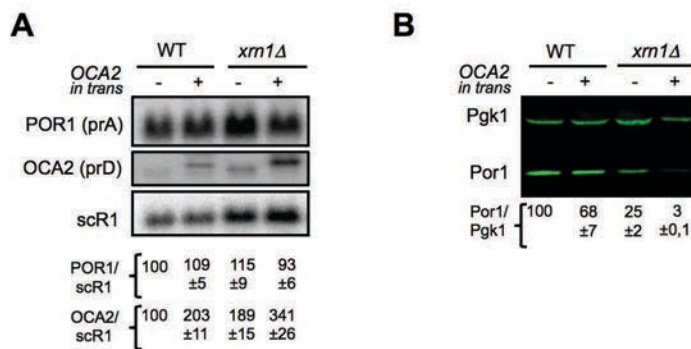 A
WT xrn1Δ
OCA2
in trans - + - +
POR1 (prA)
OCA2 (prD)
scR1
POR1/
scR1 100 109 115 93
±5 ±9 ±6
OCA2/
scR1 100 203 189 341
±11 ±15 ±26
B
WT xrn1Δ
OCA2
in trans - + - +
Pgk1
Por1
Por1/
Pgk1 100 68 25 3
±7 ±2 ±0,1